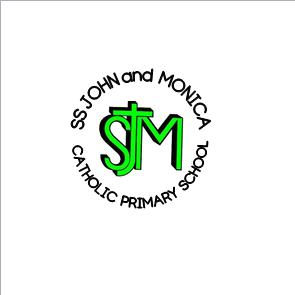 SS JOHN and MONICA
SJM
CATHOLIC PRIMARY SCHOOL